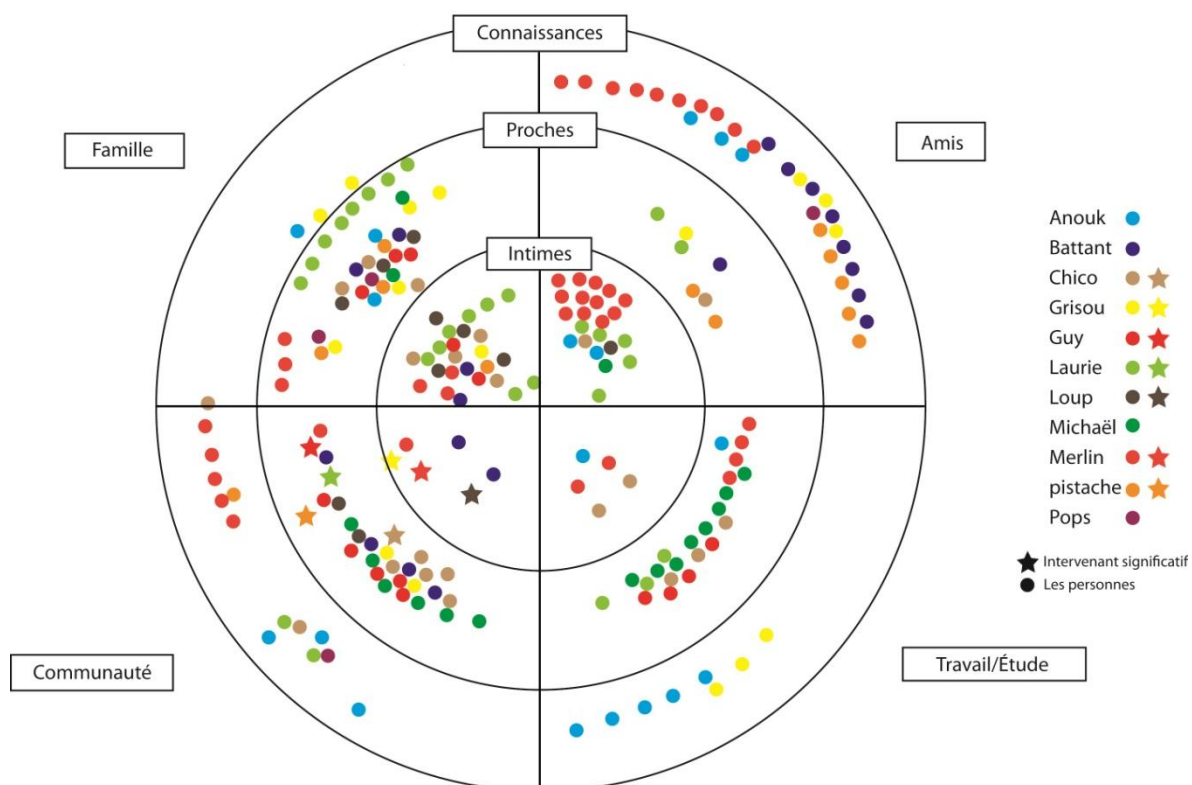 Connaissances
Proches
Famille
Amis
Intimes
Anouk
Battant
Chico
Grisou
Guy
Laurie
Loup
Michaël
Merlin
pistache
Pops
Intervenant significatif
Les personnes
Communauté
Travail/Étude